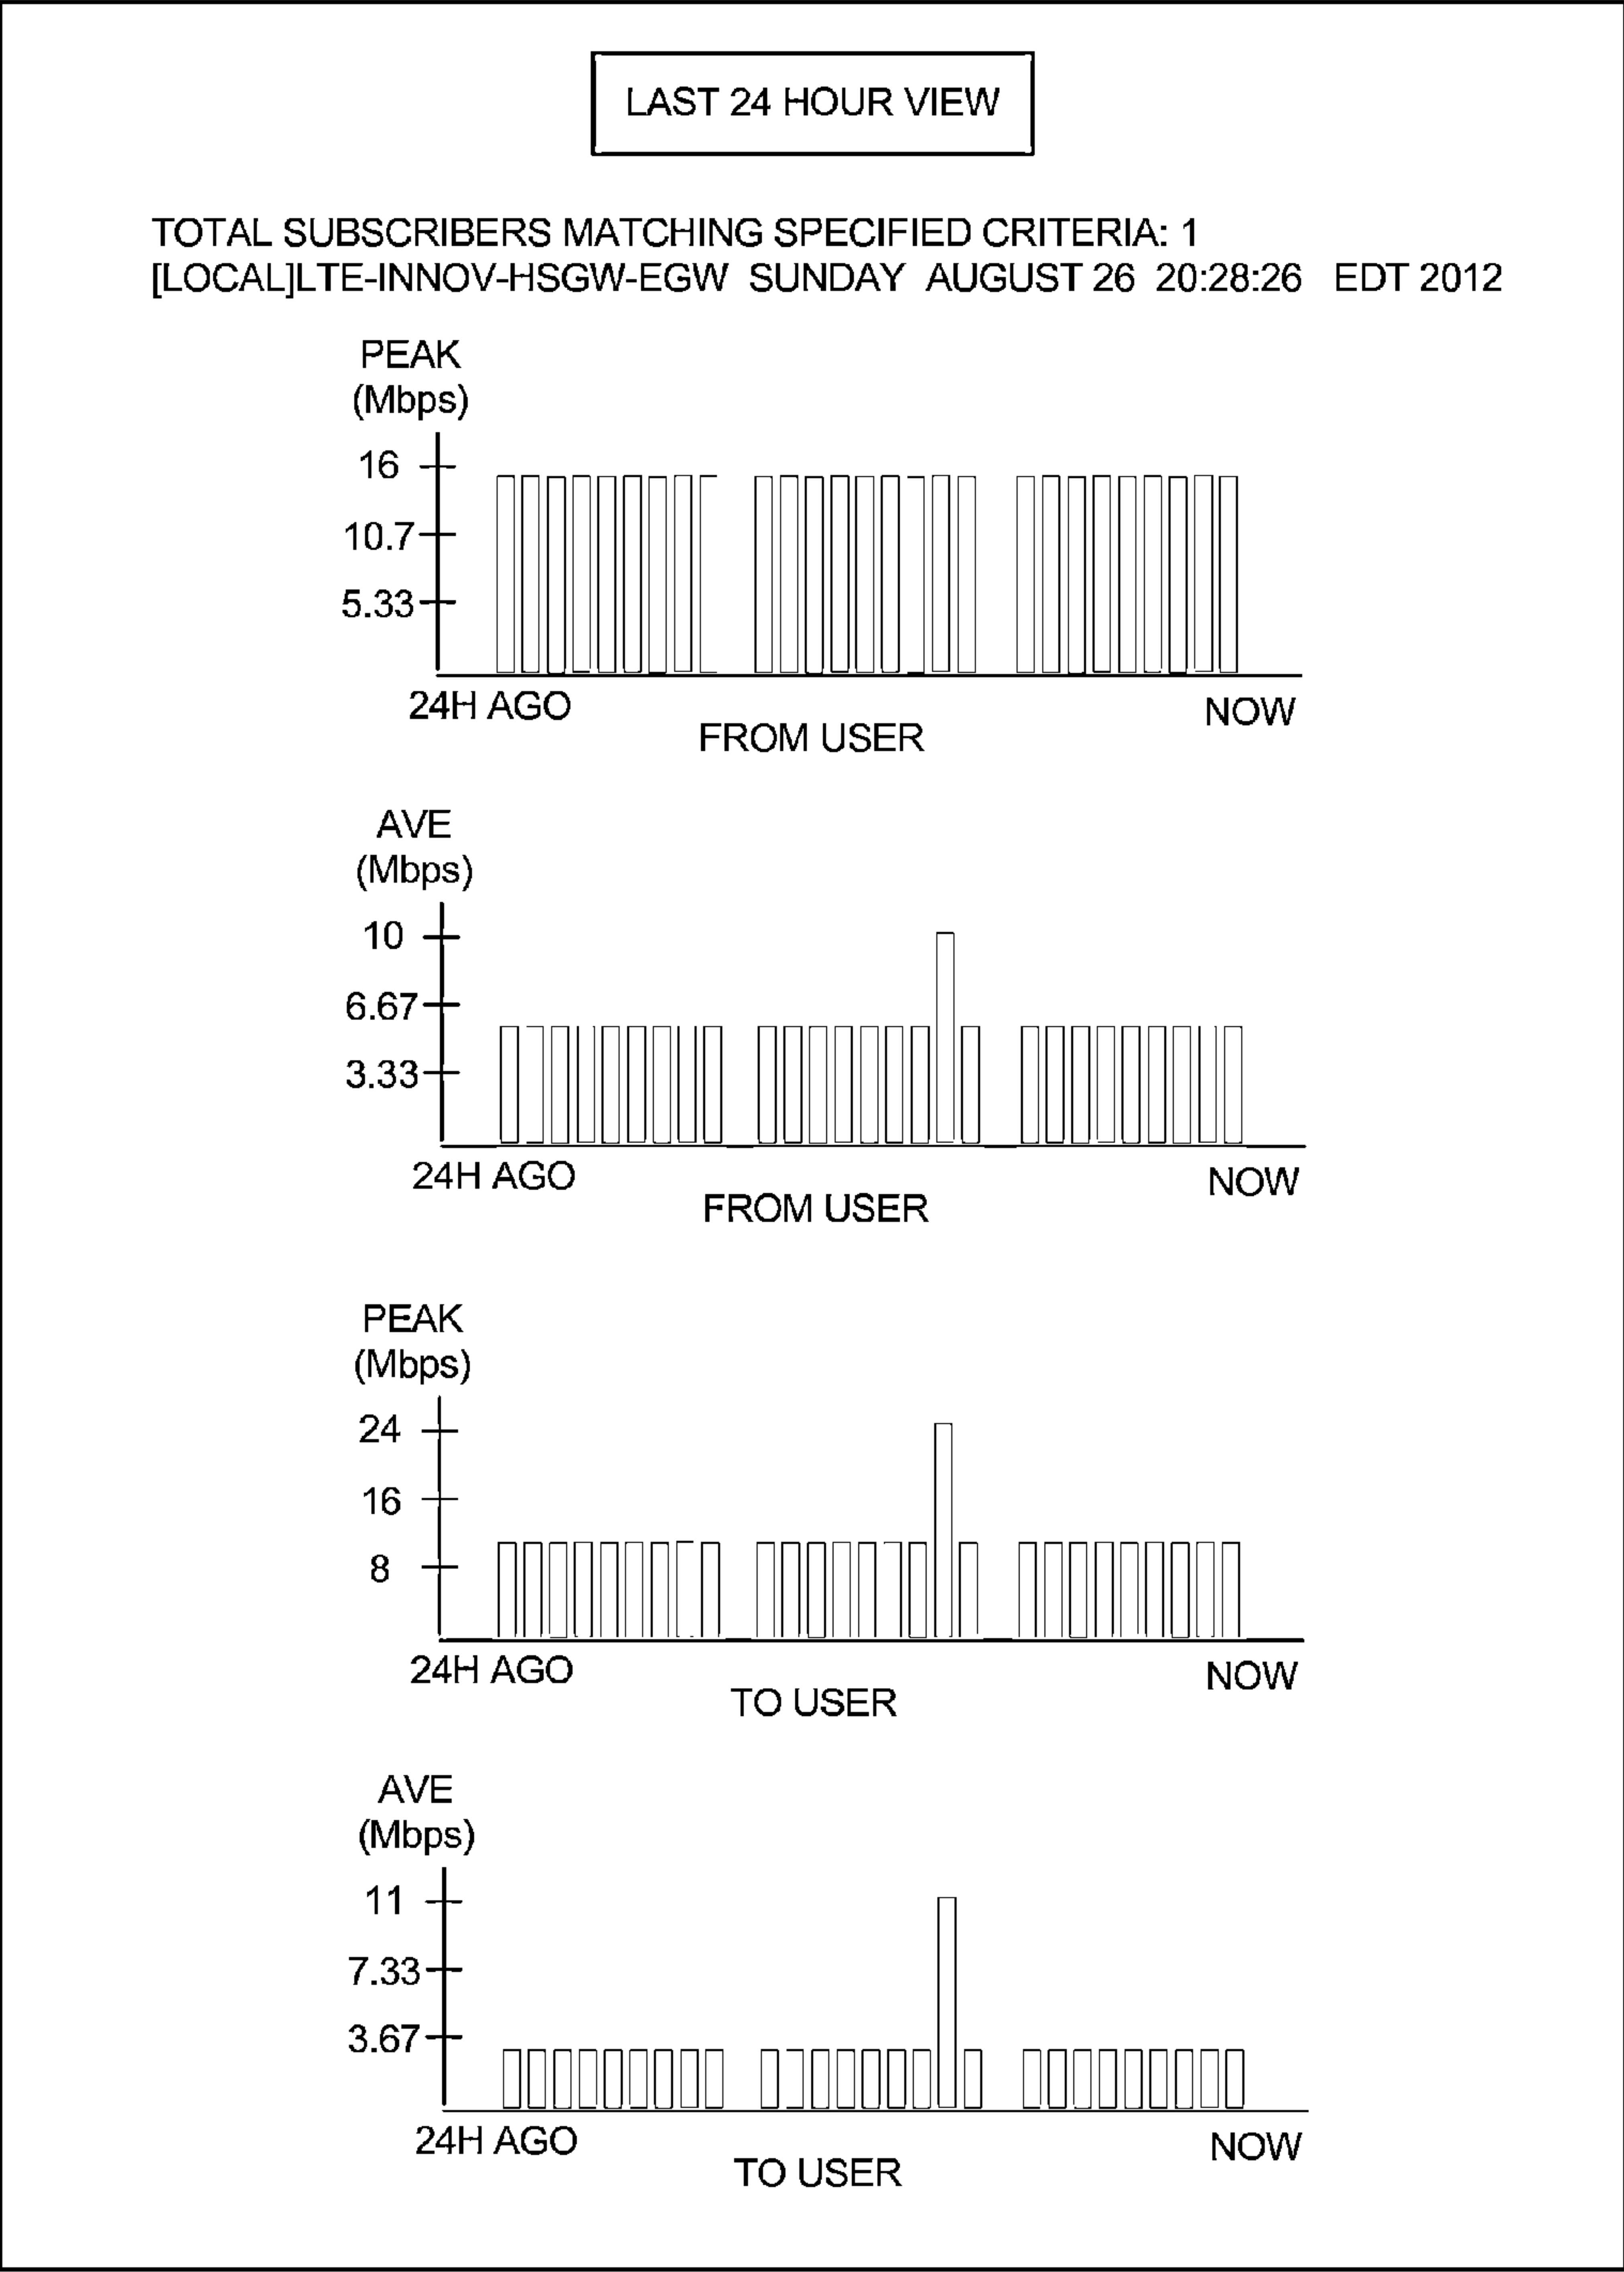 LAST 24 HOUR VIEW
TOTAL SUBSCRIBERS MATCHING SPECIFIED CRITERIA: 1
[LOCAL]LTE-INNOV-HSGW-EGW SUNDAY AUGUST 26 20:28:26 EDT 2012
PEAK
(Mbps)
16
10.7
5.33
24H AGO
NOW
FROM USER
AVE
(Mbps)
10
6.67
3.33
24H AGO
NOW
FROM USER
PEAK
(Mbps)
24
16
8
24H AGO
NOW
TO USER
AVE
(Mbps)
11
7.33
3.67
24H AGO
NOW
TO USER